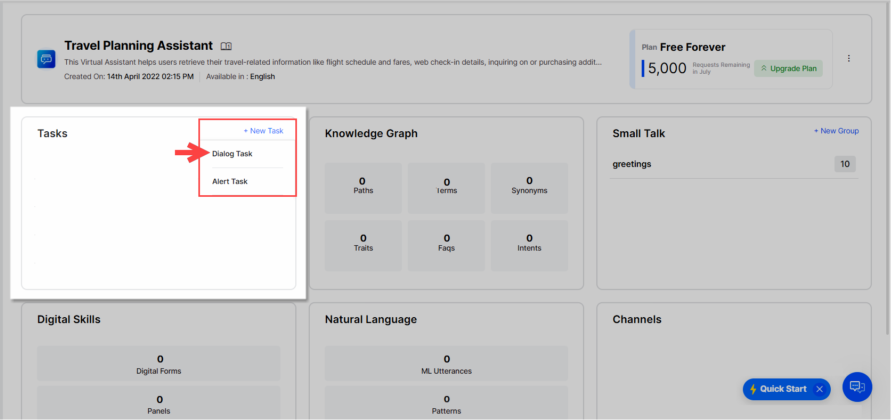 Travel Planning Assistant
This Virtual Assistant helps users retrieve their travel-related information like flight schedule and fares, web check-in details, inquiring on or purchasing addit...
Created On: 14th April 2022 02:15 PM
Available in : English
Plan Free Forever
5,000
Requests Remaining
in July
Upgrade Plan
Tasks
+ New Task
Dialog Task
Alert Task
Knowledge Graph
0
Paths
0
Terms
0
Synonyms
0
Traits
0
Faqs
0
Intents
Small Talk
+ New Group
greetings
10
Digital Skills
0
Digital Forms
0
Panels
Natural Language
0
ML Utterances
0
Patterns
Channels
Quick Start